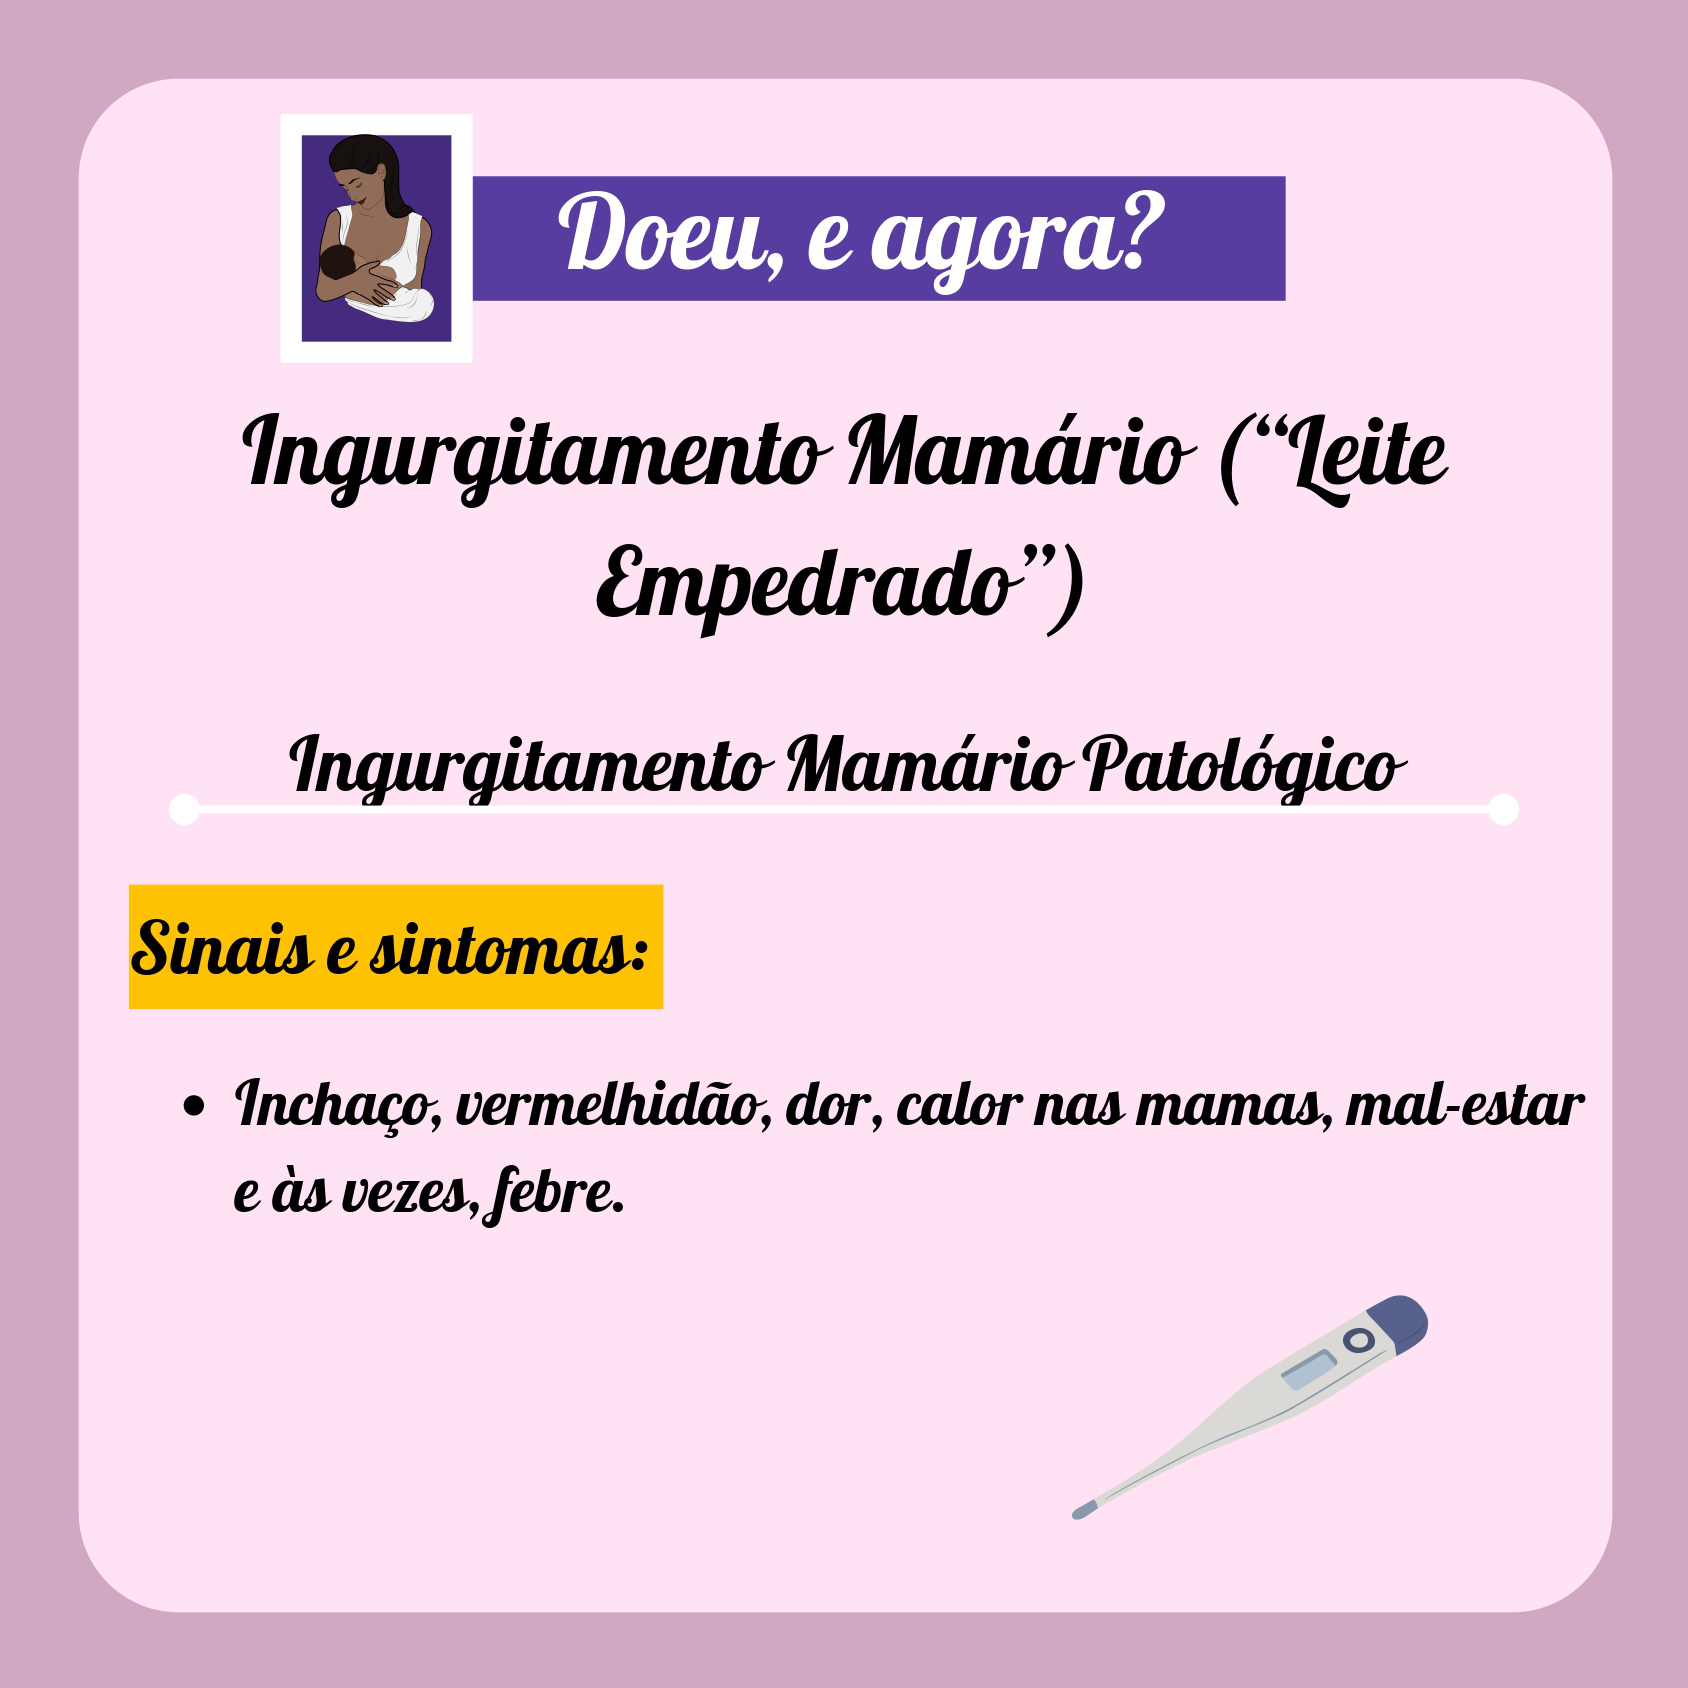 Doeu, e agora?
Ingurgitamento Mamário (“Leite
Empedrado”)
Ingurgitamento Mamário Patológico
Sinais e sintomas:
• Inchaço, vermelhidão, dor, calor nas mamas, mal-estar
e às vezes, febre.